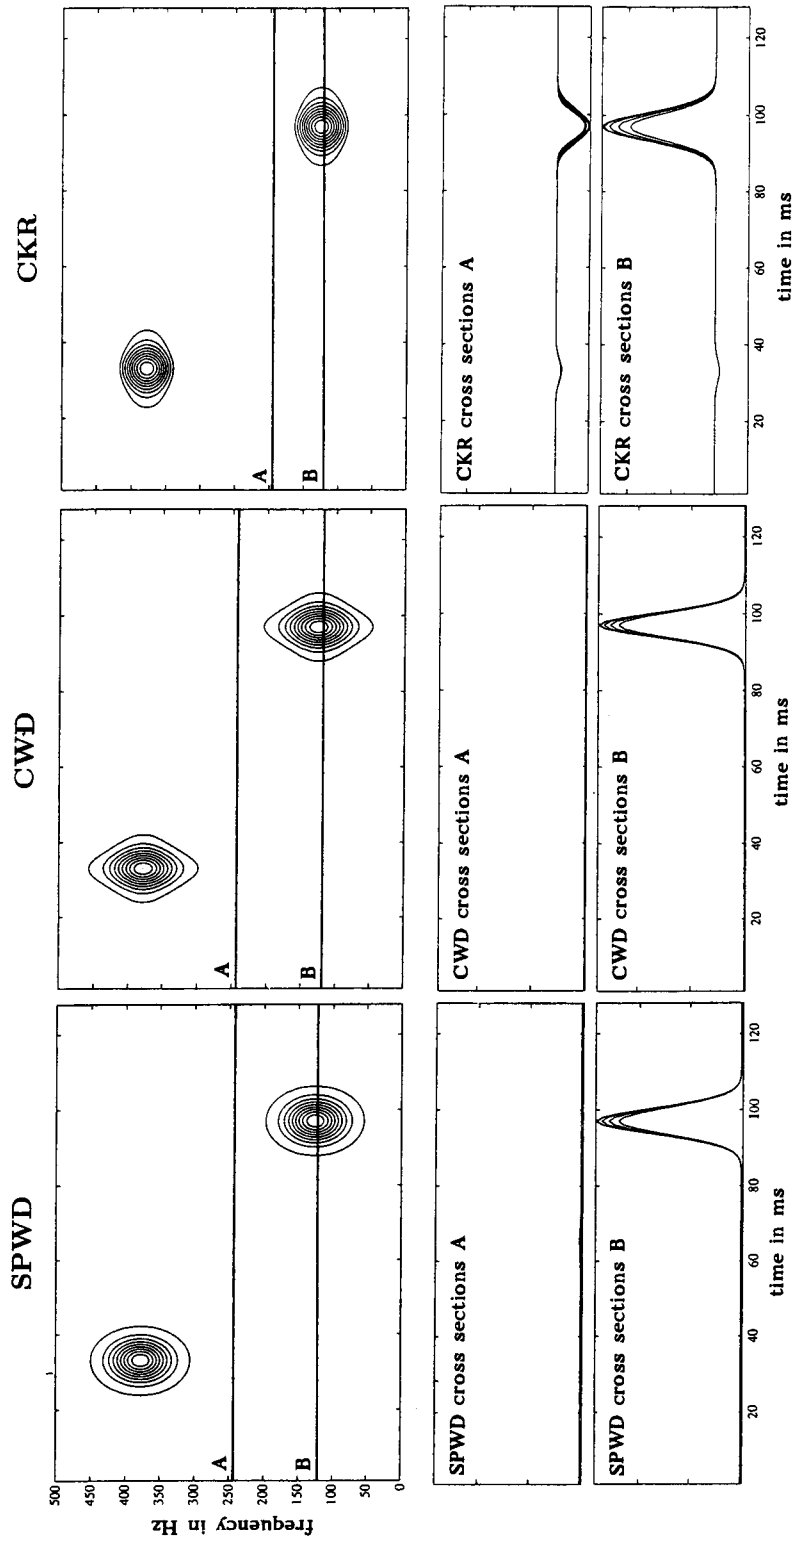 SPWD
CWD
CKR
frequency in Hz
500
450
400
350
300
250
200
150
100
50
0
A
B
A
B
A
B
SPWD cross sections A
CWD cross sections A
CKR cross sections A
SPWD cross sections B
CWD cross sections B
CKR cross sections B
20 40 60 80 100 120
20 40 60 80 100 120
20 40 60 80 100 120
time in ms
time in ms
time in ms